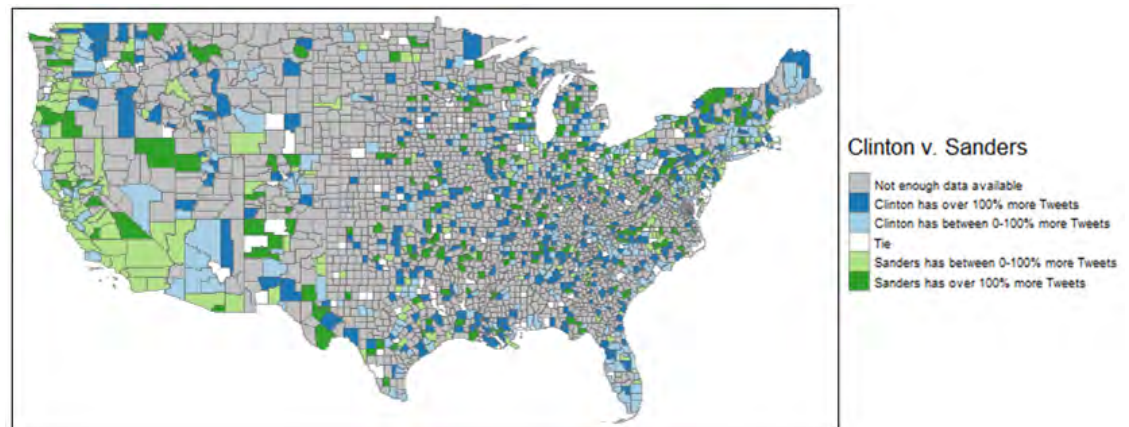 Clinton v. Sanders
Not enough data available
Clinton has over 100% more Tweets
Clinton has between 0-100% more Tweets
Tie
Sanders has between 0-100% more Tweets
Sanders has over 100% more Tweets